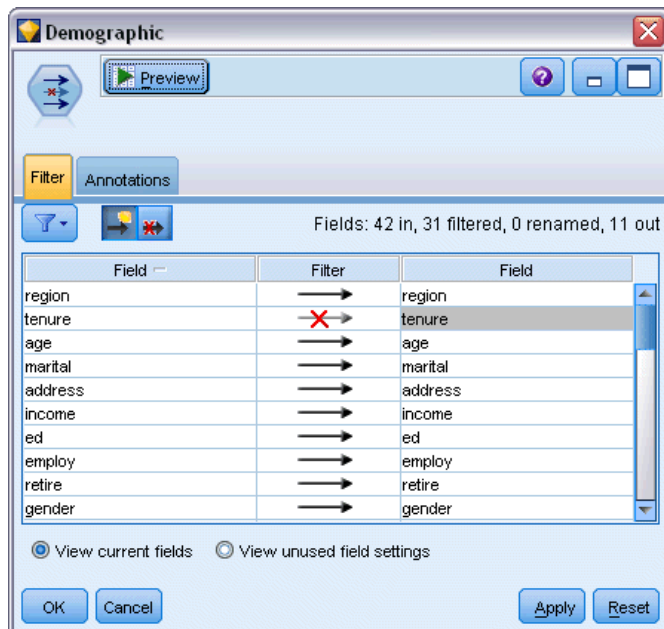 Demographic
Preview
Filter Annotations
Fields: 42 in, 31 filtered, 0 renamed, 11 out
Field Filter Field
region region
tenure tenure
age age
marital marital
address address
income income
ed ed
employ employ
retire retire
gender gender
View current fields View unused field settings
OK Cancel Apply Reset